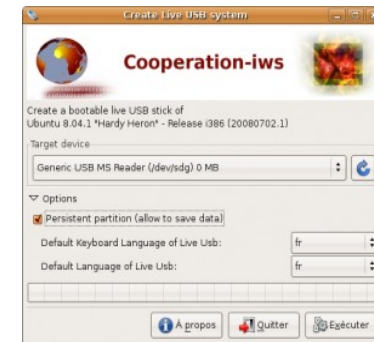 Create Live USB system
Cooperation-iws
Create a bootable live USB stick of
Ubuntu 8.04.1 "Hardy Heron" - Release i386 (20080702.1)
Target device
Generic USB MS Reader (/dev/sdg) 0 MB
Options
Persistent partition (allow to save data)
Default Keyboard Language of Live Usb: fr
Default Language of Live Usb: fr
À propos Quitter Exécuter